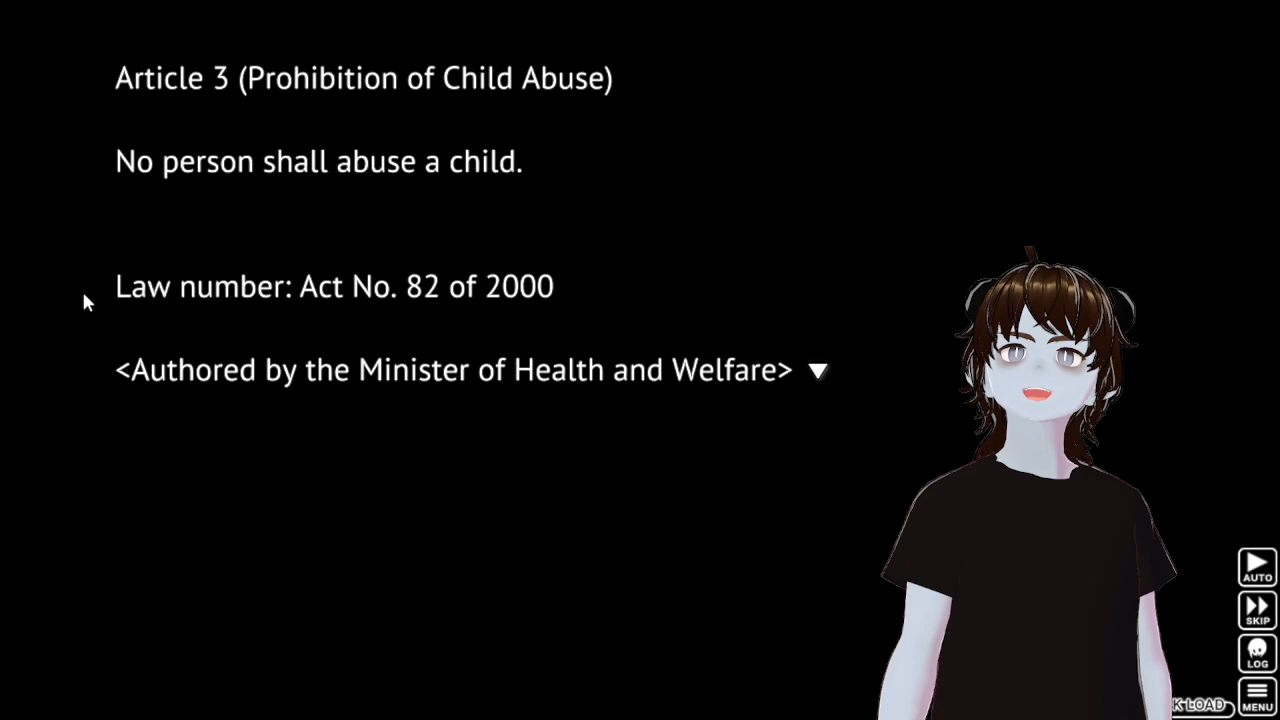 Article 3 (Prohibition of Child Abuse)
No person shall abuse a child.
Law number: Act No. 82 of 2000
<Authored by the Minister of Health and Welfare>
AUTO
SKIP
LOG
K LOAD
MENU